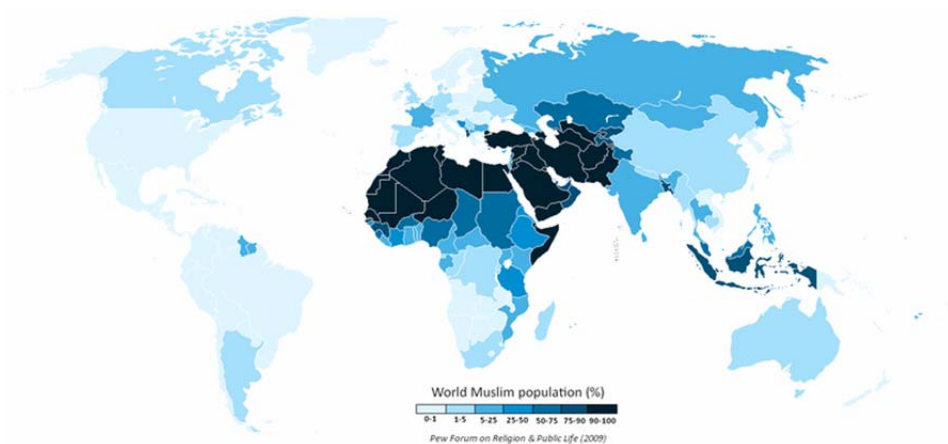 World Muslim population (%)
0-1 1-5 5-25 25-50 50-75 75-90 90-100
Pew Forum on Religion & Public Life (2009)